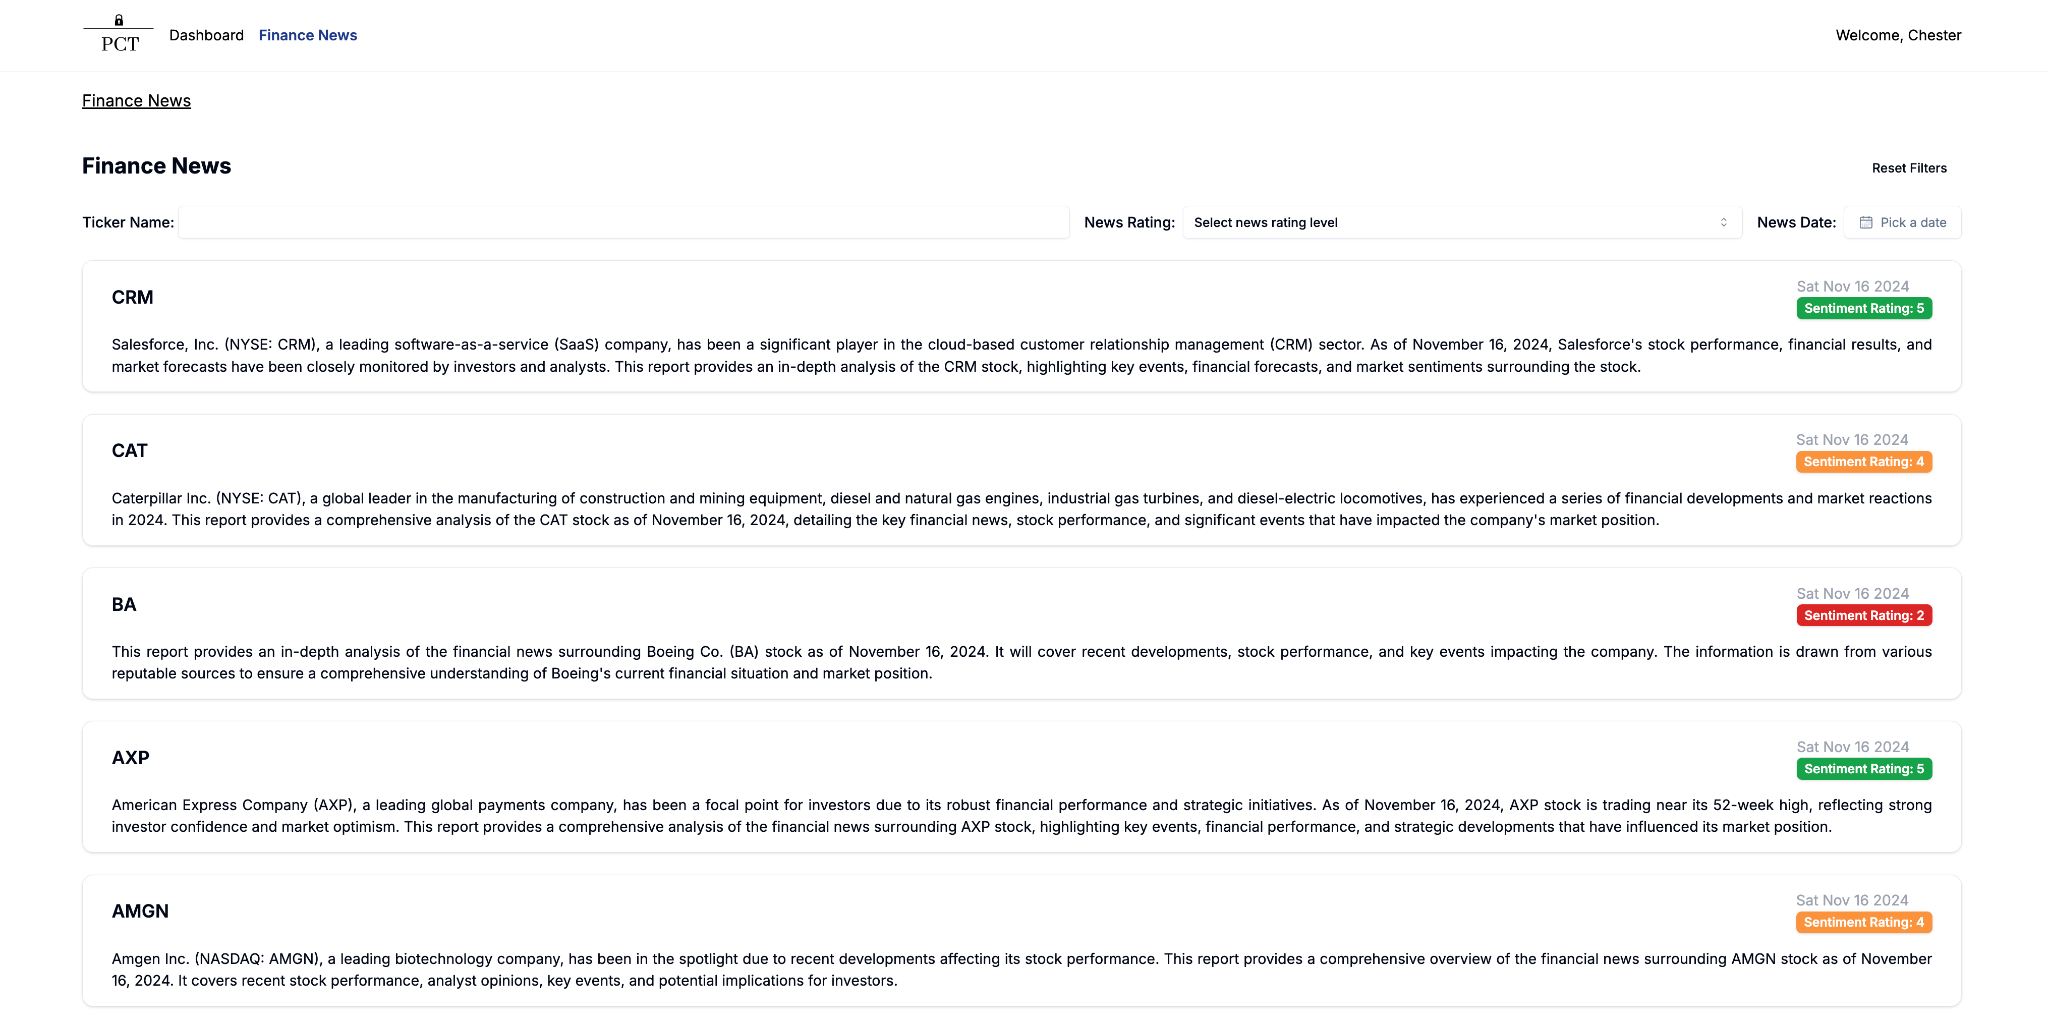 PCT
Dashboard
Finance News
Welcome, Chester
Finance News
Finance News
Reset Filters
Ticker Name:
News Rating:
Select news rating level
News Date:
Pick a date
CRM
Sat Nov 16 2024
Sentiment Rating: 5
Salesforce, Inc. (NYSE: CRM), a leading software-as-a-service (SaaS) company, has been a significant player in the cloud-based customer relationship management (CRM) sector. As of November 16, 2024, Salesforce's stock performance, financial results, and
market forecasts have been closely monitored by investors and analysts. This report provides an in-depth analysis of the CRM stock, highlighting key events, financial forecasts, and market sentiments surrounding the stock.
CAT
Sat Nov 16 2024
Sentiment Rating: 4
Caterpillar Inc. (NYSE: CAT), a global leader in the manufacturing of construction and mining equipment, diesel and natural gas engines, industrial gas turbines, and diesel-electric locomotives, has experienced a series of financial developments and market reactions
in 2024. This report provides a comprehensive analysis of the CAT stock as of November 16, 2024, detailing the key financial news, stock performance, and significant events that have impacted the company's market position.
BA
Sat Nov 16 2024
Sentiment Rating: 2
This report provides an in-depth analysis of the financial news surrounding Boeing Co. (BA) stock as of November 16, 2024. It will cover recent developments, stock performance, and key events impacting the company. The information is drawn from various
reputable sources to ensure a comprehensive understanding of Boeing's current financial situation and market position.
AXP
Sat Nov 16 2024
Sentiment Rating: 5
American Express Company (AXP), a leading global payments company, has been a focal point for investors due to its robust financial performance and strategic initiatives. As of November 16, 2024, AXP stock is trading near its 52-week high, reflecting strong
investor confidence and market optimism. This report provides a comprehensive analysis of the financial news surrounding AXP stock, highlighting key events, financial performance, and strategic developments that have influenced its market position.
AMGN
Sat Nov 16 2024
Sentiment Rating: 4
Amgen Inc. (NASDAQ: AMGN), a leading biotechnology company, has been in the spotlight due to recent developments affecting its stock performance. This report provides a comprehensive overview of the financial news surrounding AMGN stock as of November
16, 2024. It covers recent stock performance, analyst opinions, key events, and potential implications for investors.